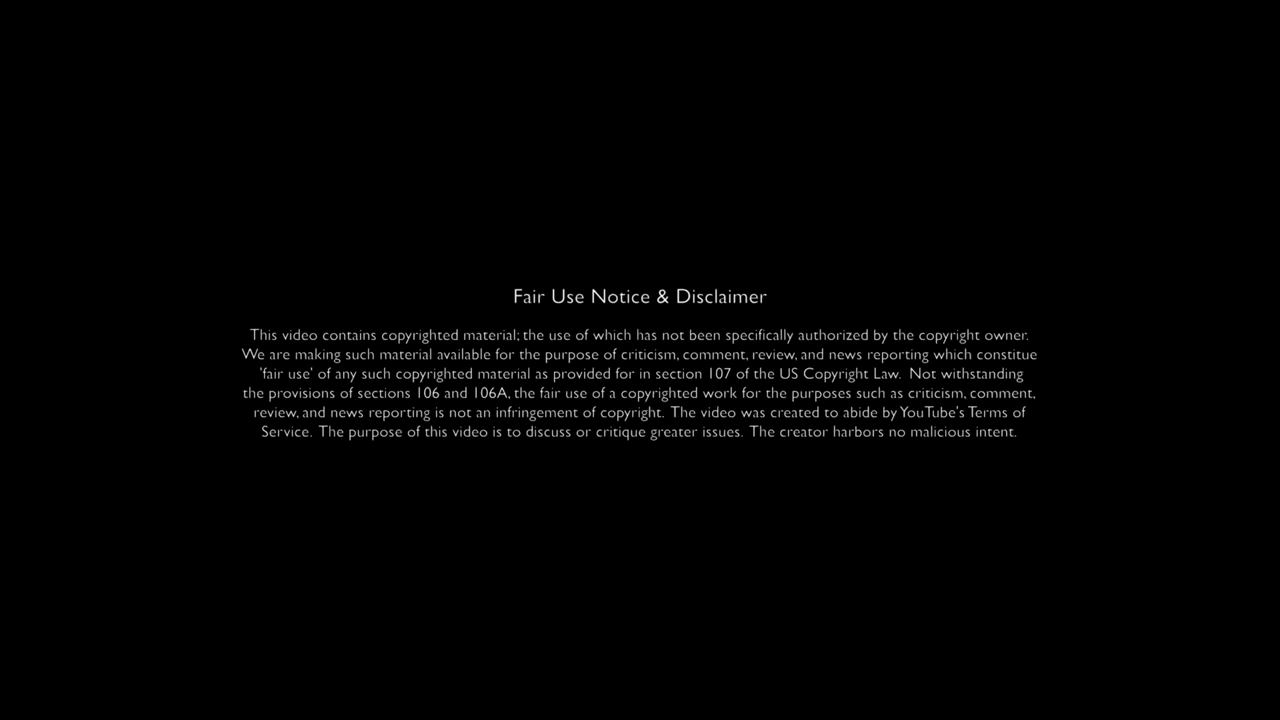 Fair Use Notice & Disclaimer
This video contains copyrighted material; the use of which has not been specifically authorized by the copyright owner.
We are making such material available for the purpose of criticism, comment, review, and news reporting which constitue
'fair use' of any such copyrighted material as provided for in section 107 of the US Copyright Law. Not withstanding
the provisions of sections 106 and 106A, the fair use of a copyrighted work for the purposes such as criticism, comment,
review, and news reporting is not an infringement of copyright. The video was created to abide by YouTube's Terms of
Service. The purpose of this video is to discuss or critique greater issues. The creator harbors no malicious intent.